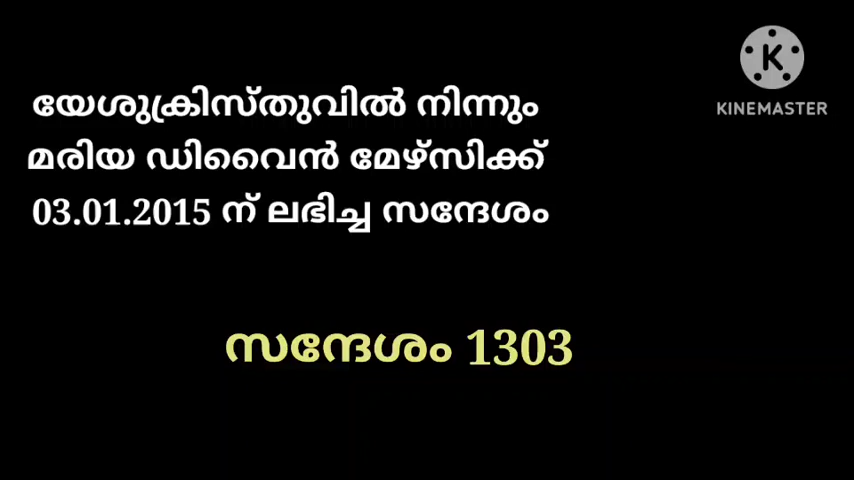 യേശുക്രിസ്തുവിൽ നിന്നും
മരിയ ഡിവൈൻ മേഴ്‌സിക്ക്
03.01.2015 ന് ലഭിച്ച സന്ദേശം
സന്ദേശം 1303
K
KINEMASTER